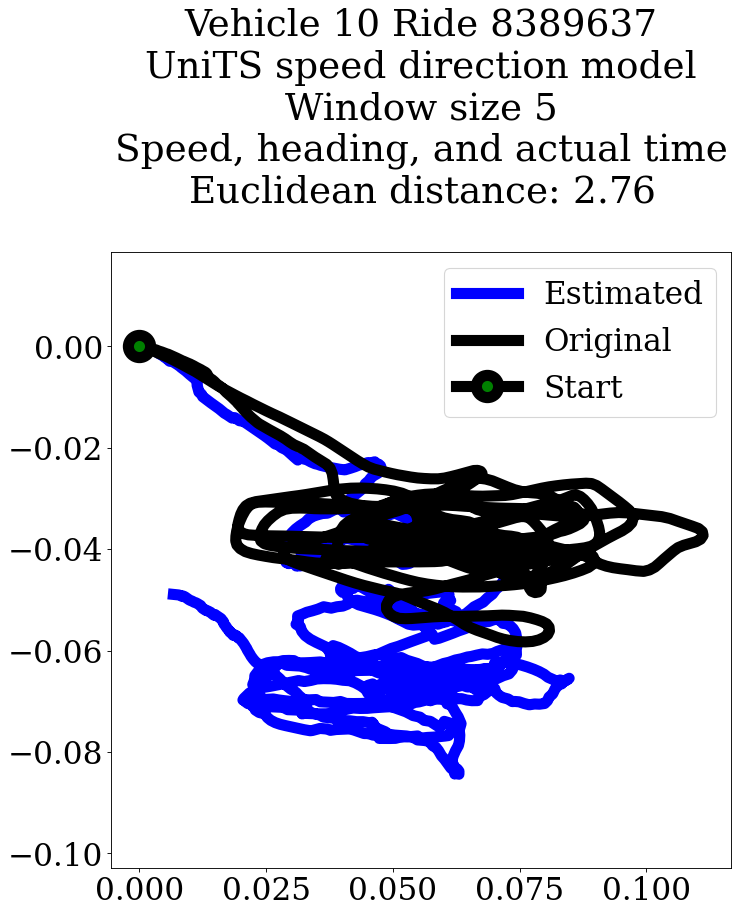 Vehicle 10 Ride 8389637
UniTS speed direction model
Window size 5
Speed, heading, and actual time
Euclidean distance: 2.76
Estimated
Original
Start
0.00
−0.02
−0.04
−0.06
−0.08
−0.10
0.000 0.025 0.050 0.075 0.100